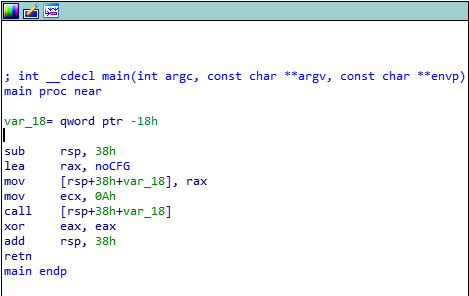 ; int __cdecl main(int argc, const char **argv, const char **envp)
main proc near
var_18= qword ptr -18h
sub     rsp, 38h
lea     rax, noCFG
mov     [rsp+38h+var_18], rax
mov     ecx, 0Ah
call    [rsp+38h+var_18]
xor     eax, eax
add     rsp, 38h
retn
main endp